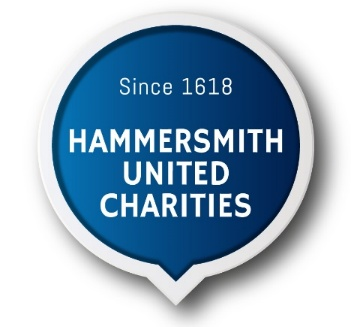 Since 1618
HAMMERSMITH
UNITED
CHARITIES